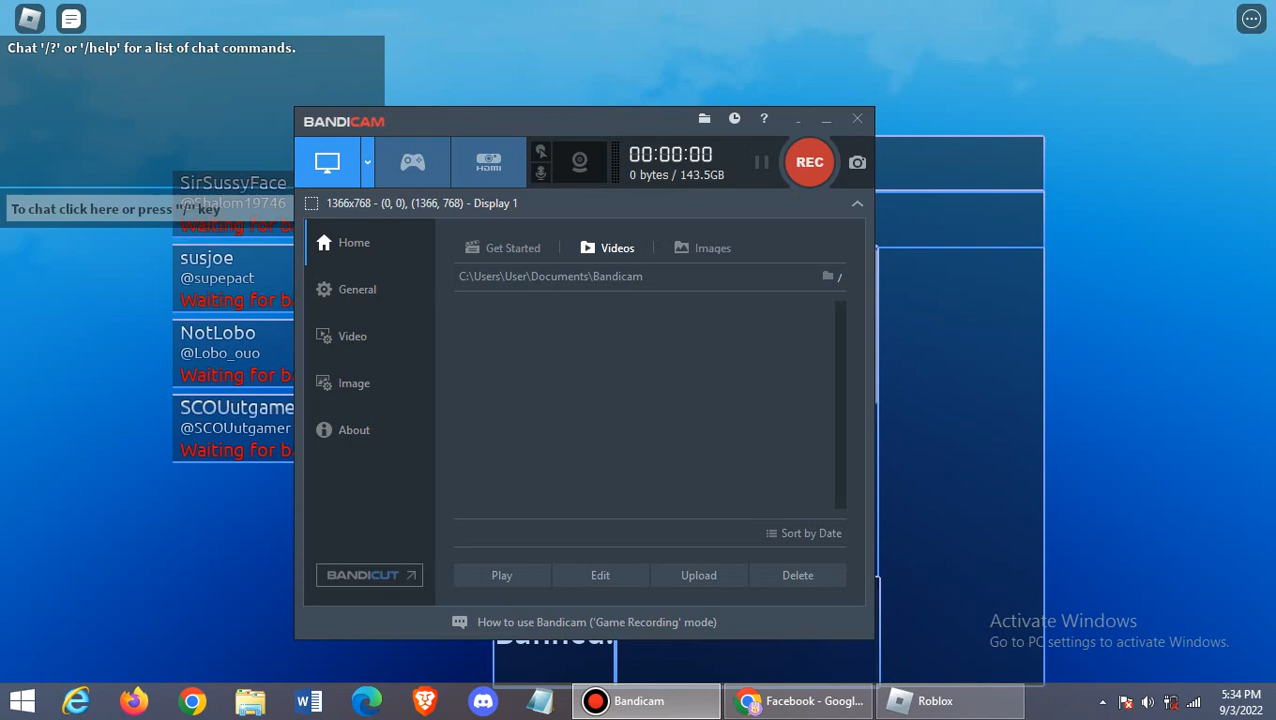 Chat '/?' or '/help' for a list of chat commands.
BANDICAM
HDMI
00:00:00
0 bytes / 143.5GB
REC
SirSussyFace
@Shalom19746
To chat click here or press "/" key
1366x768 - (0, 0), (1366, 768) - Display 1
Waiting for
susjoe
@supepact
Waiting for
NotLobo
@Lobo_ouo
Waiting for
SCOUutgame
@SCOUutgamer
Waiting for
Home
General
Video
Image
About
Get Started
Videos
Images
C:\Users\User\Documents\Bandicam
/
Sort by Date
BANDICUT
Play
Edit
Upload
Delete
How to use Bandicam ('Game Recording' mode)
Activate Windows
Go to PC settings to activate Windows.
Bandicam
Facebook - Googl...
Roblox
5:34 PM
9/3/2022